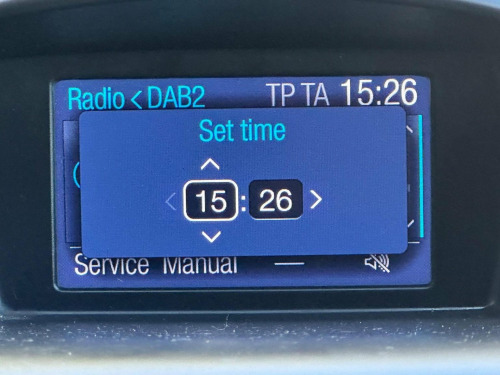 Radio < DAB2 TP TA 15:26
Set time
15 : 26
Service Manual